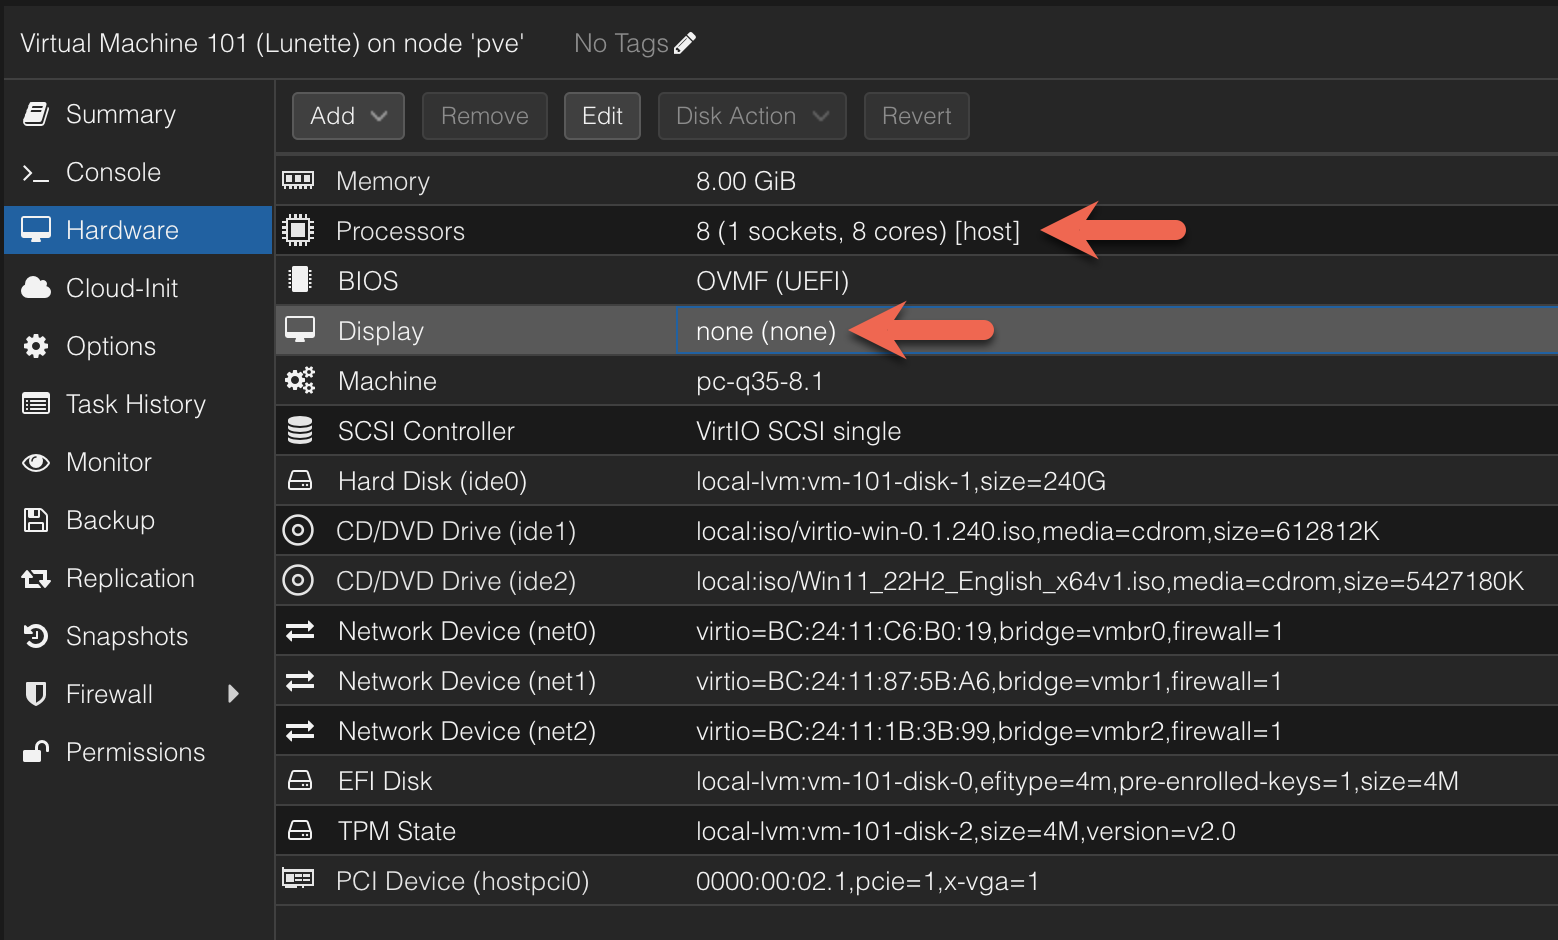 Virtual Machine 101 (Lunette) on node 'pve' No Tags
Summary
Console
Hardware
Cloud-Init
Options
Task History
Monitor
Backup
Replication
Snapshots
Firewall
Permissions
Add Remove Edit Disk Action Revert
Memory 8.00 GiB
Processors 8 (1 sockets, 8 cores) [host]
BIOS OVMF (UEFI)
Display none (none)
Machine pc-q35-8.1
SCSI Controller VirtIO SCSI single
Hard Disk (ide0) local-lvm:vm-101-disk-1,size=240G
CD/DVD Drive (ide1) local:iso/virtio-win-0.1.240.iso,media=cdrom,size=612812K
CD/DVD Drive (ide2) local:iso/Win11_22H2_English_x64v1.iso,media=cdrom,size=5427180K
Network Device (net0) virtio=BC:24:11:C6:B0:19,bridge=vmbr0,firewall=1
Network Device (net1) virtio=BC:24:11:87:5B:A6,bridge=vmbr1,firewall=1
Network Device (net2) virtio=BC:24:11:1B:3B:99,bridge=vmbr2,firewall=1
EFI Disk local-lvm:vm-101-disk-0,efitype=4m,pre-enrolled-keys=1,size=4M
TPM State local-lvm:vm-101-disk-2,size=4M,version=v2.0
PCI Device (hostpci0) 0000:00:02.1,pcie=1,x-vga=1